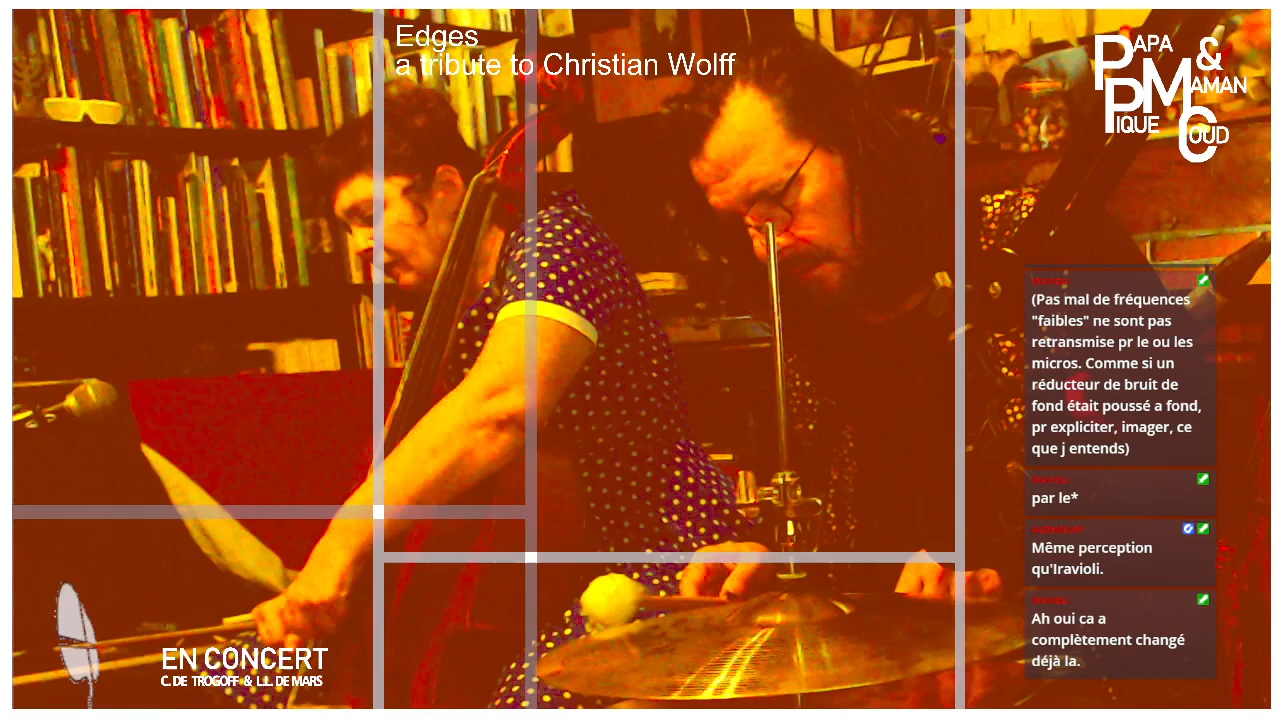 Edges
a tribute to Christian Wolff
PAPA &
MAMAN
PIQUE
COUD
(Pas mal de fréquences
"faibles" ne sont pas
retransmise pr le ou les
micros. Comme si un
réducteur de bruit de
fond était poussé a fond,
pr expliciter, imager, ce
que j entends)
par le*
Même perception
qu'Iravioli.
Ah oui ca a
complètement changé
déjà la.
EN CONCERT
C. DE TROGOFF & L.L. DE MARS